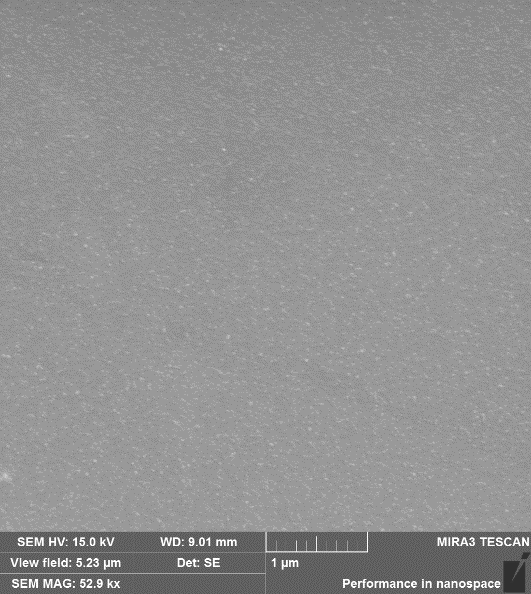 SEM HV: 15.0 kV WD: 9.01 mm MIRA3 TESCAN
View field: 5.23 µm Det: SE 1 µm
SEM MAG: 52.9 kx Performance in nanospace